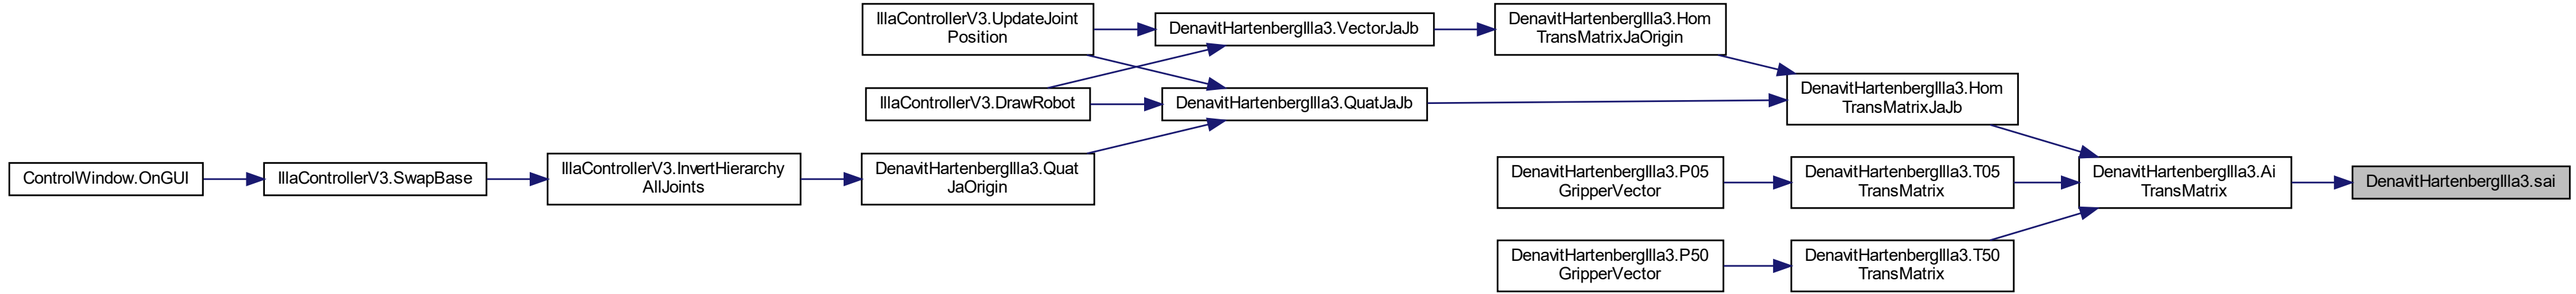 IllaControllerV3.UpdateJoint
Position
DenavitHartenbergIlla3.VectorJaJb
DenavitHartenbergIlla3.Hom
TransMatrixJaOrigin
IllaControllerV3.DrawRobot
DenavitHartenbergIlla3.QuatJaJb
DenavitHartenbergIlla3.Hom
TransMatrixJaJb
ControlWindow.OnGUI
IllaControllerV3.SwapBase
IllaControllerV3.InvertHierarchy
AllJoints
DenavitHartenbergIlla3.Quat
JaOrigin
DenavitHartenbergIlla3.P05
GripperVector
DenavitHartenbergIlla3.T05
TransMatrix
DenavitHartenbergIlla3.Ai
TransMatrix
DenavitHartenbergIlla3.sai
DenavitHartenbergIlla3.P50
GripperVector
DenavitHartenbergIlla3.T50
TransMatrix